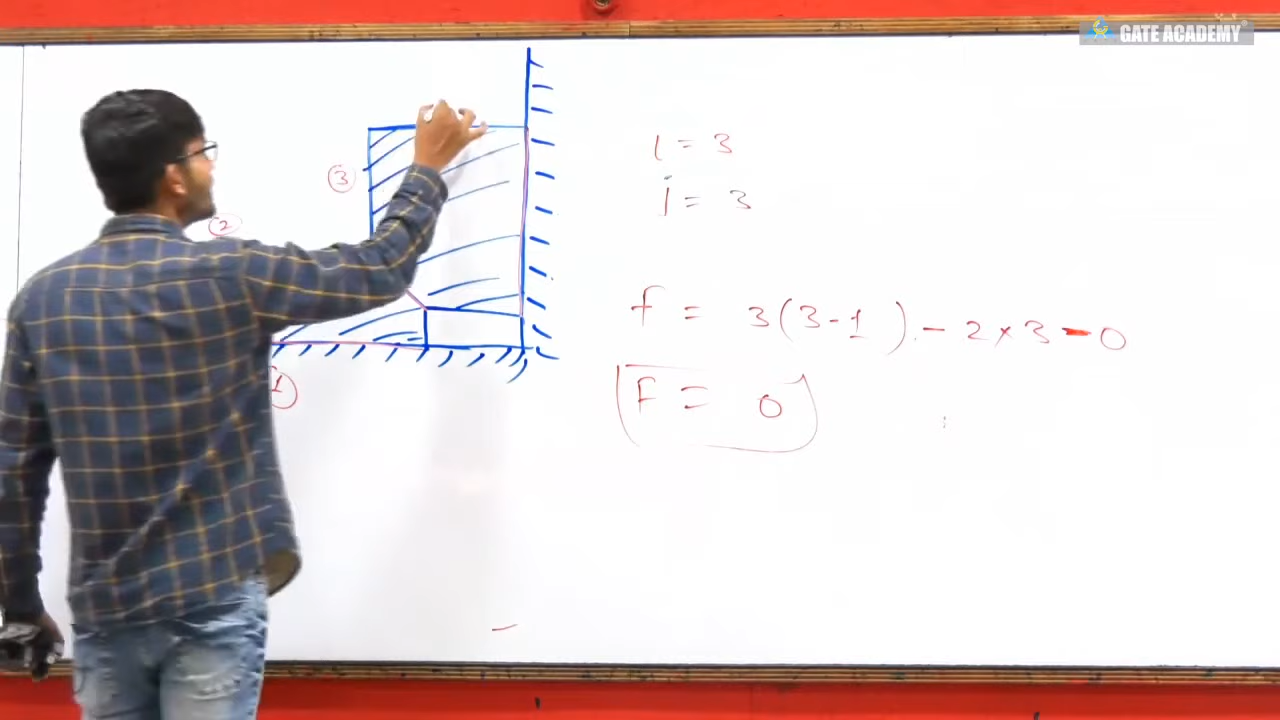 GATE ACADEMY
l = 3
j = 3
③
②
①
F = 3(3-1) - 2×3 - 0
F = 0